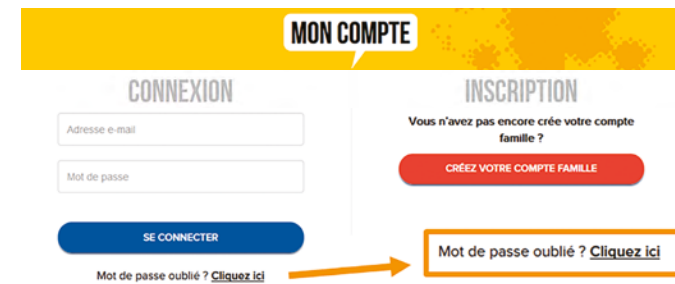 MON COMPTE
CONNEXION
Adresse e-mail
Mot de passe
SE CONNECTER
Mot de passe oublié ? Cliquez ici
INSCRIPTION
Vous n'avez pas encore crée votre compte
famille ?
CRÉEZ VOTRE COMPTE FAMILLE
Mot de passe oublié ? Cliquez ici